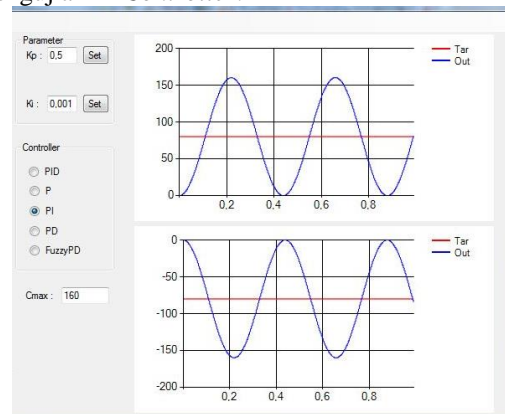 Parameter
Kp : 0,5 Set
Ki : 0,001 Set
Controller
PID
P
PI
PD
FuzzyPD
Cmax : 160
200
150
100
50
0
0,2 0,4 0,6 0,8
Tar
Out
0
-50
-100
-150
-200
0,2 0,4 0,6 0,8
Tar
Out